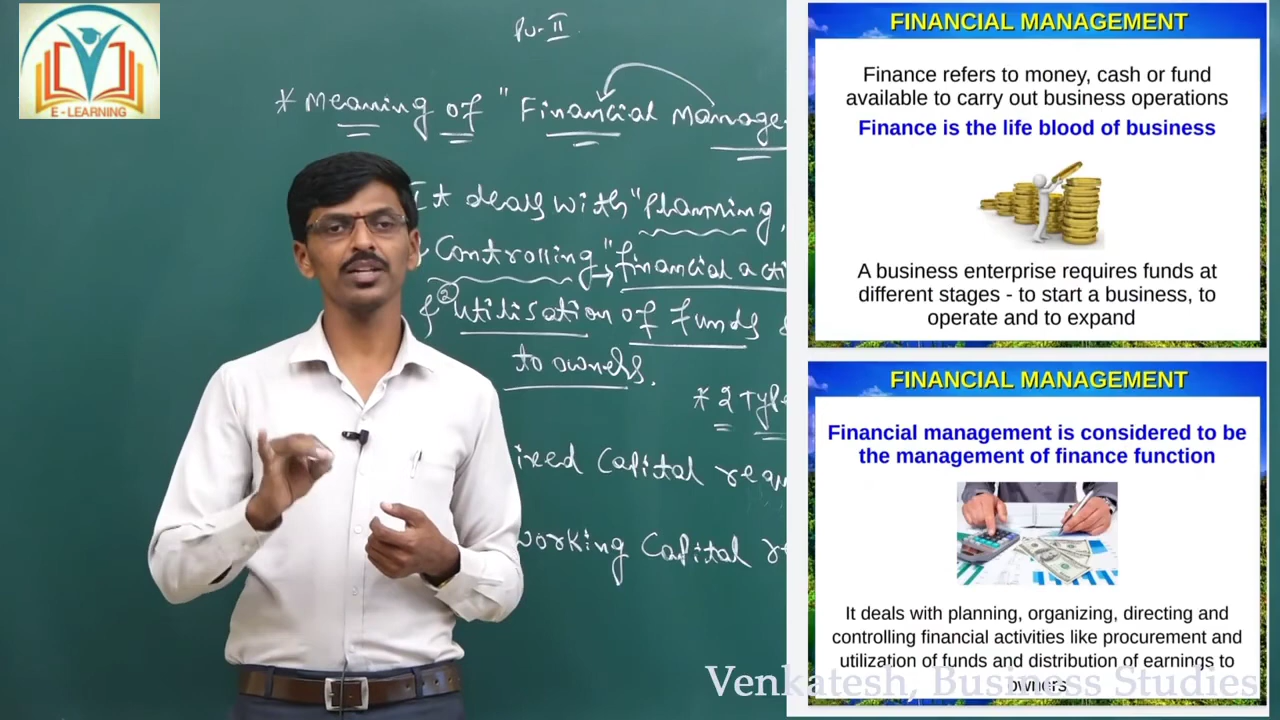 E - LEARNING
PU-II
* Meaning of "Financial Manage
It deals with "Planning,
& Controlling" → financial acti
& ② utilisation of funds &
to owners.
* 2 Type
ixed Capital requ
working Capital re
FINANCIAL MANAGEMENT
Finance refers to money, cash or fund
available to carry out business operations
Finance is the life blood of business
A business enterprise requires funds at
different stages - to start a business, to
operate and to expand
FINANCIAL MANAGEMENT
Financial management is considered to be
the management of finance function
It deals with planning, organizing, directing and
controlling financial activities like procurement and
utilization of funds and distribution of earnings to
owners
Venkatesh, Business Studies